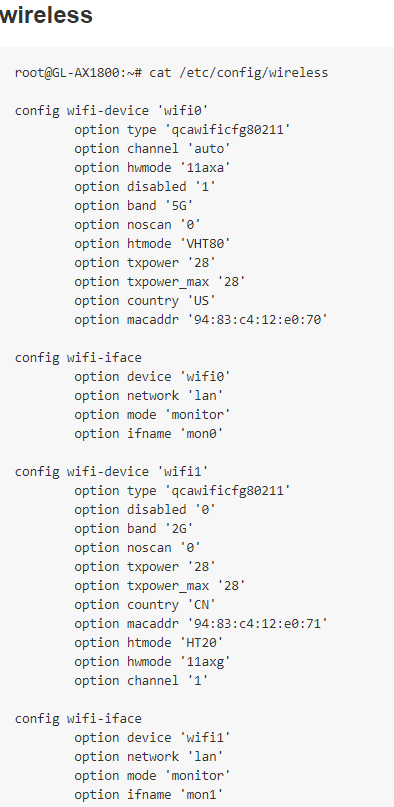 wireless
root@GL-AX1800:~# cat /etc/config/wireless
config wifi-device 'wifi0'
option type 'qcawificfg80211'
option channel 'auto'
option hwmode '11axa'
option disabled '1'
option band '5G'
option noscan '0'
option htmode 'VHT80'
option txpower '28'
option txpower_max '28'
option country 'US'
option macaddr '94:83:c4:12:e0:70'
config wifi-iface
option device 'wifi0'
option network 'lan'
option mode 'monitor'
option ifname 'mon0'
config wifi-device 'wifi1'
option type 'qcawificfg80211'
option disabled '0'
option band '2G'
option noscan '0'
option txpower '28'
option txpower_max '28'
option country 'CN'
option macaddr '94:83:c4:12:e0:71'
option htmode 'HT20'
option hwmode '11axg'
option channel '1'
config wifi-iface
option device 'wifi1'
option network 'lan'
option mode 'monitor'
option ifname 'mon1'